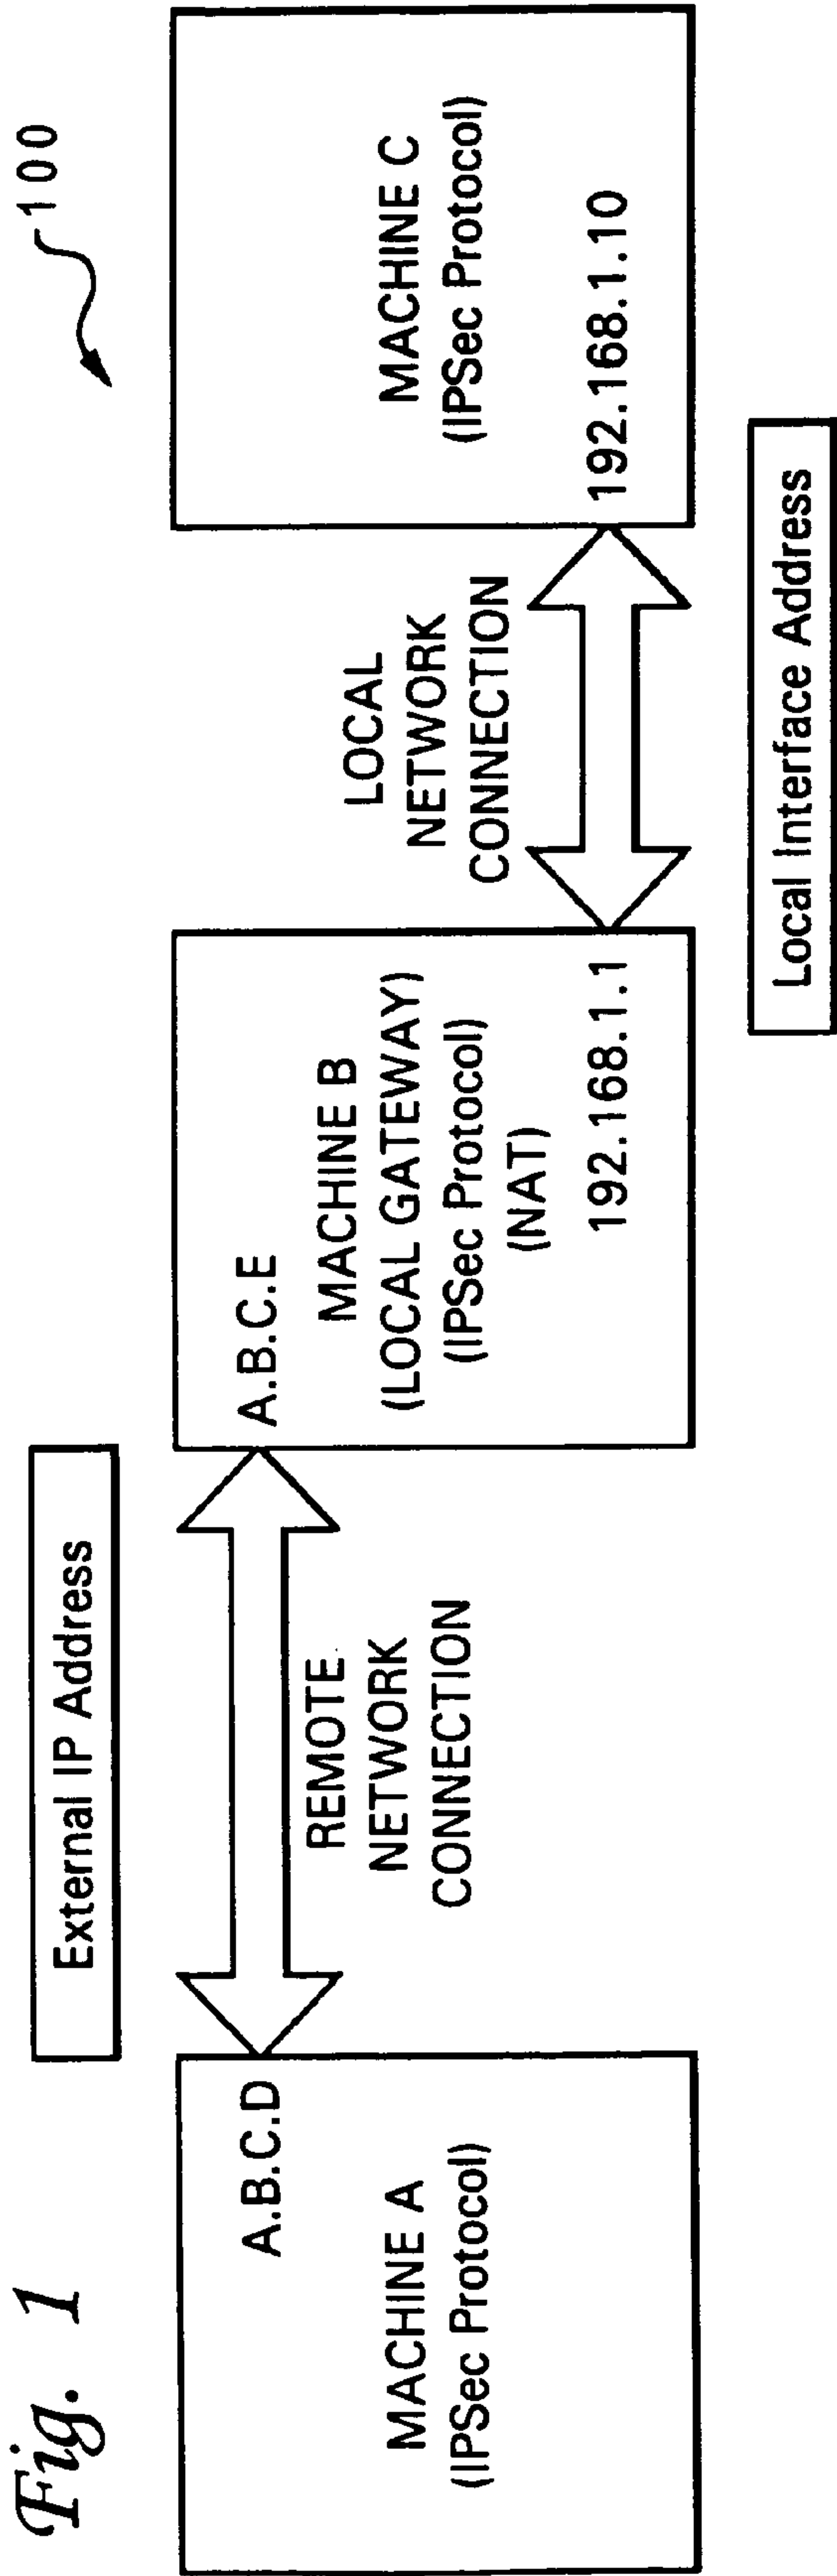 Fig. 1
100
External IP Address
A.B.C.D
MACHINE A
(IPSec Protocol)
REMOTE
NETWORK
CONNECTION
A.B.C.E
MACHINE B
(LOCAL GATEWAY)
(IPSec Protocol)
(NAT)
192.168.1.1
LOCAL
NETWORK
CONNECTION
MACHINE C
(IPSec Protocol)
192.168.1.10
Local Interface Address